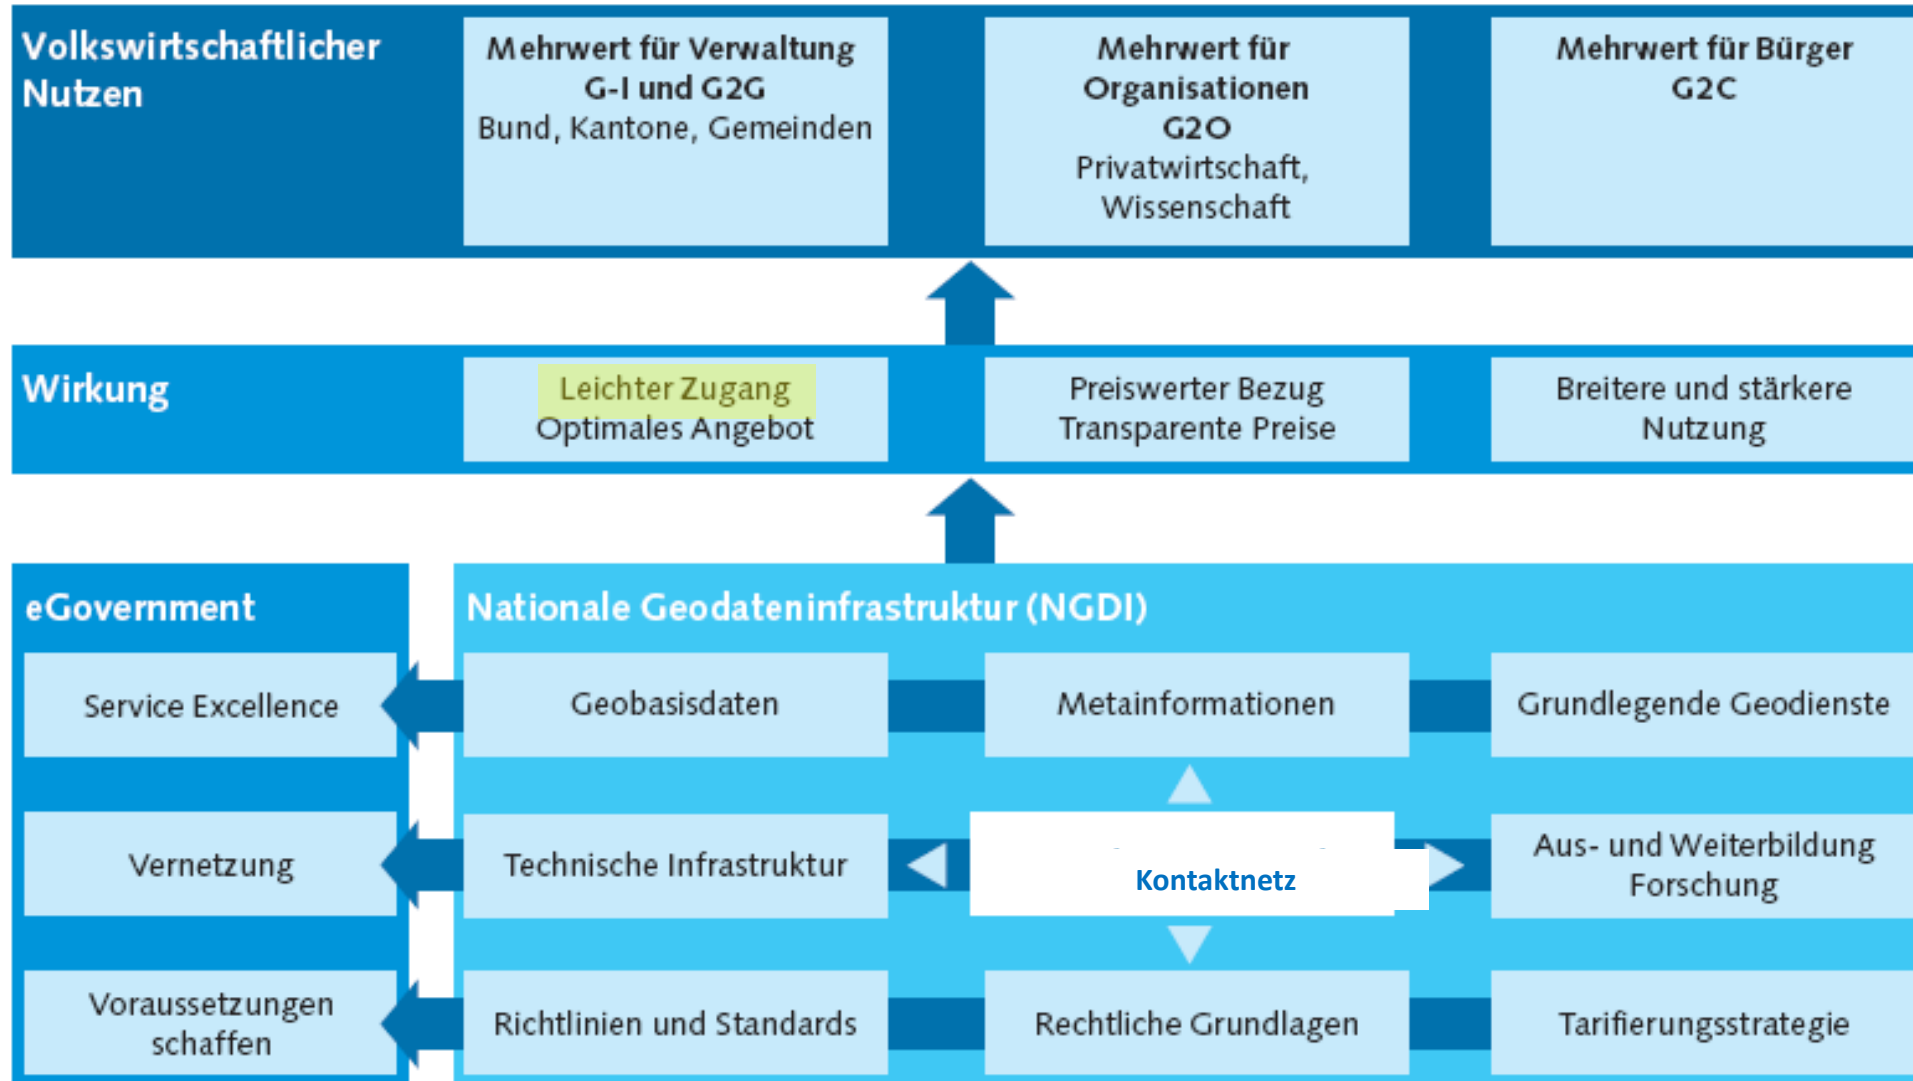 Volkswirtschaftlicher
Nutzen
Mehrwert für Verwaltung
G-I und G2G
Bund, Kantone, Gemeinden
Mehrwert für
Organisationen
G2O
Privatwirtschaft,
Wissenschaft
Mehrwert für Bürger
G2C
Wirkung
Leichter Zugang
Optimales Angebot
Preiswerter Bezug
Transparente Preise
Breitere und stärkere
Nutzung
eGovernment
Service Excellence
Vernetzung
Voraussetzungen
schaffen
Nationale Geodateninfrastruktur (NGDI)
Geobasisdaten
Metainformationen
Grundlegende Geodienste
Technische Infrastruktur
Kontaktnetz
Aus- und Weiterbildung
Forschung
Richtlinien und Standards
Rechtliche Grundlagen
Tarifierungsstrategie